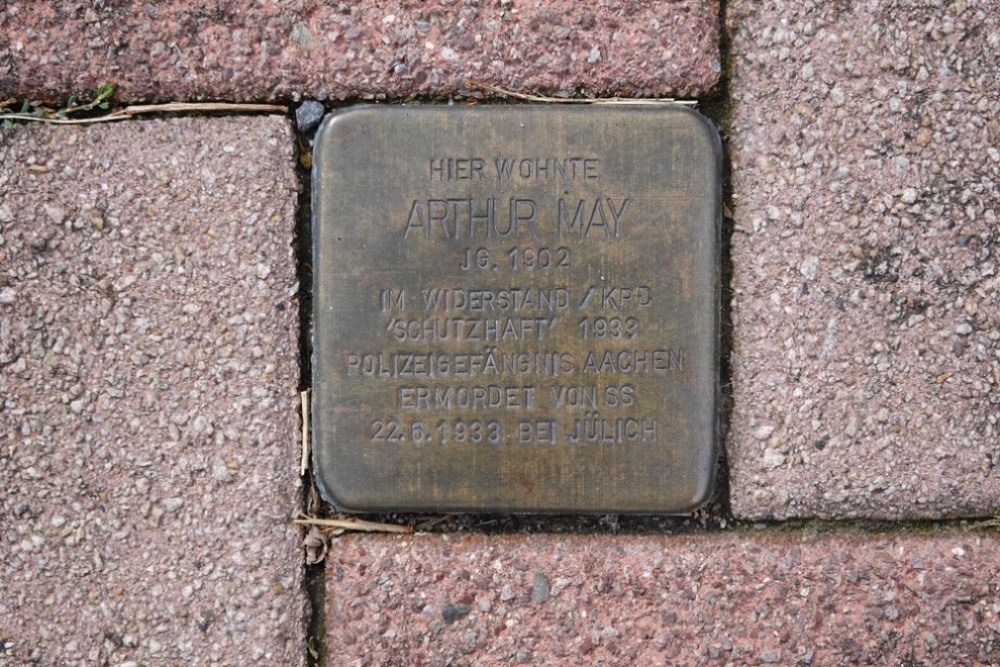 HIER WOHNTE
ARTHUR MAY
JG. 1902
IM WIDERSTAND / KPD
'SCHUTZHAFT' 1933
POLIZEIGEFÄNGNIS AACHEN
ERMORDET VON SS
22.6.1933 BEI JÜLICH